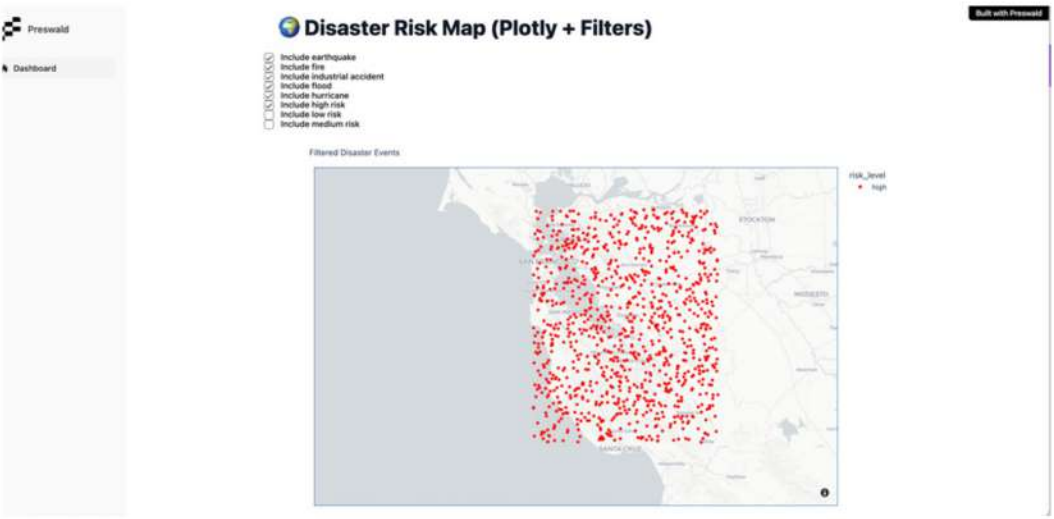 Built with Preswald
Preswald
Dashboard
🌍 Disaster Risk Map (Plotly + Filters)
Include earthquake
Include fire
Include industrial accident
Include flood
Include hurricane
Include high risk
Include low risk
Include medium risk
Filtered Disaster Events
risk_level
high
STOCKTON
MODESTO
SANTA CRUZ